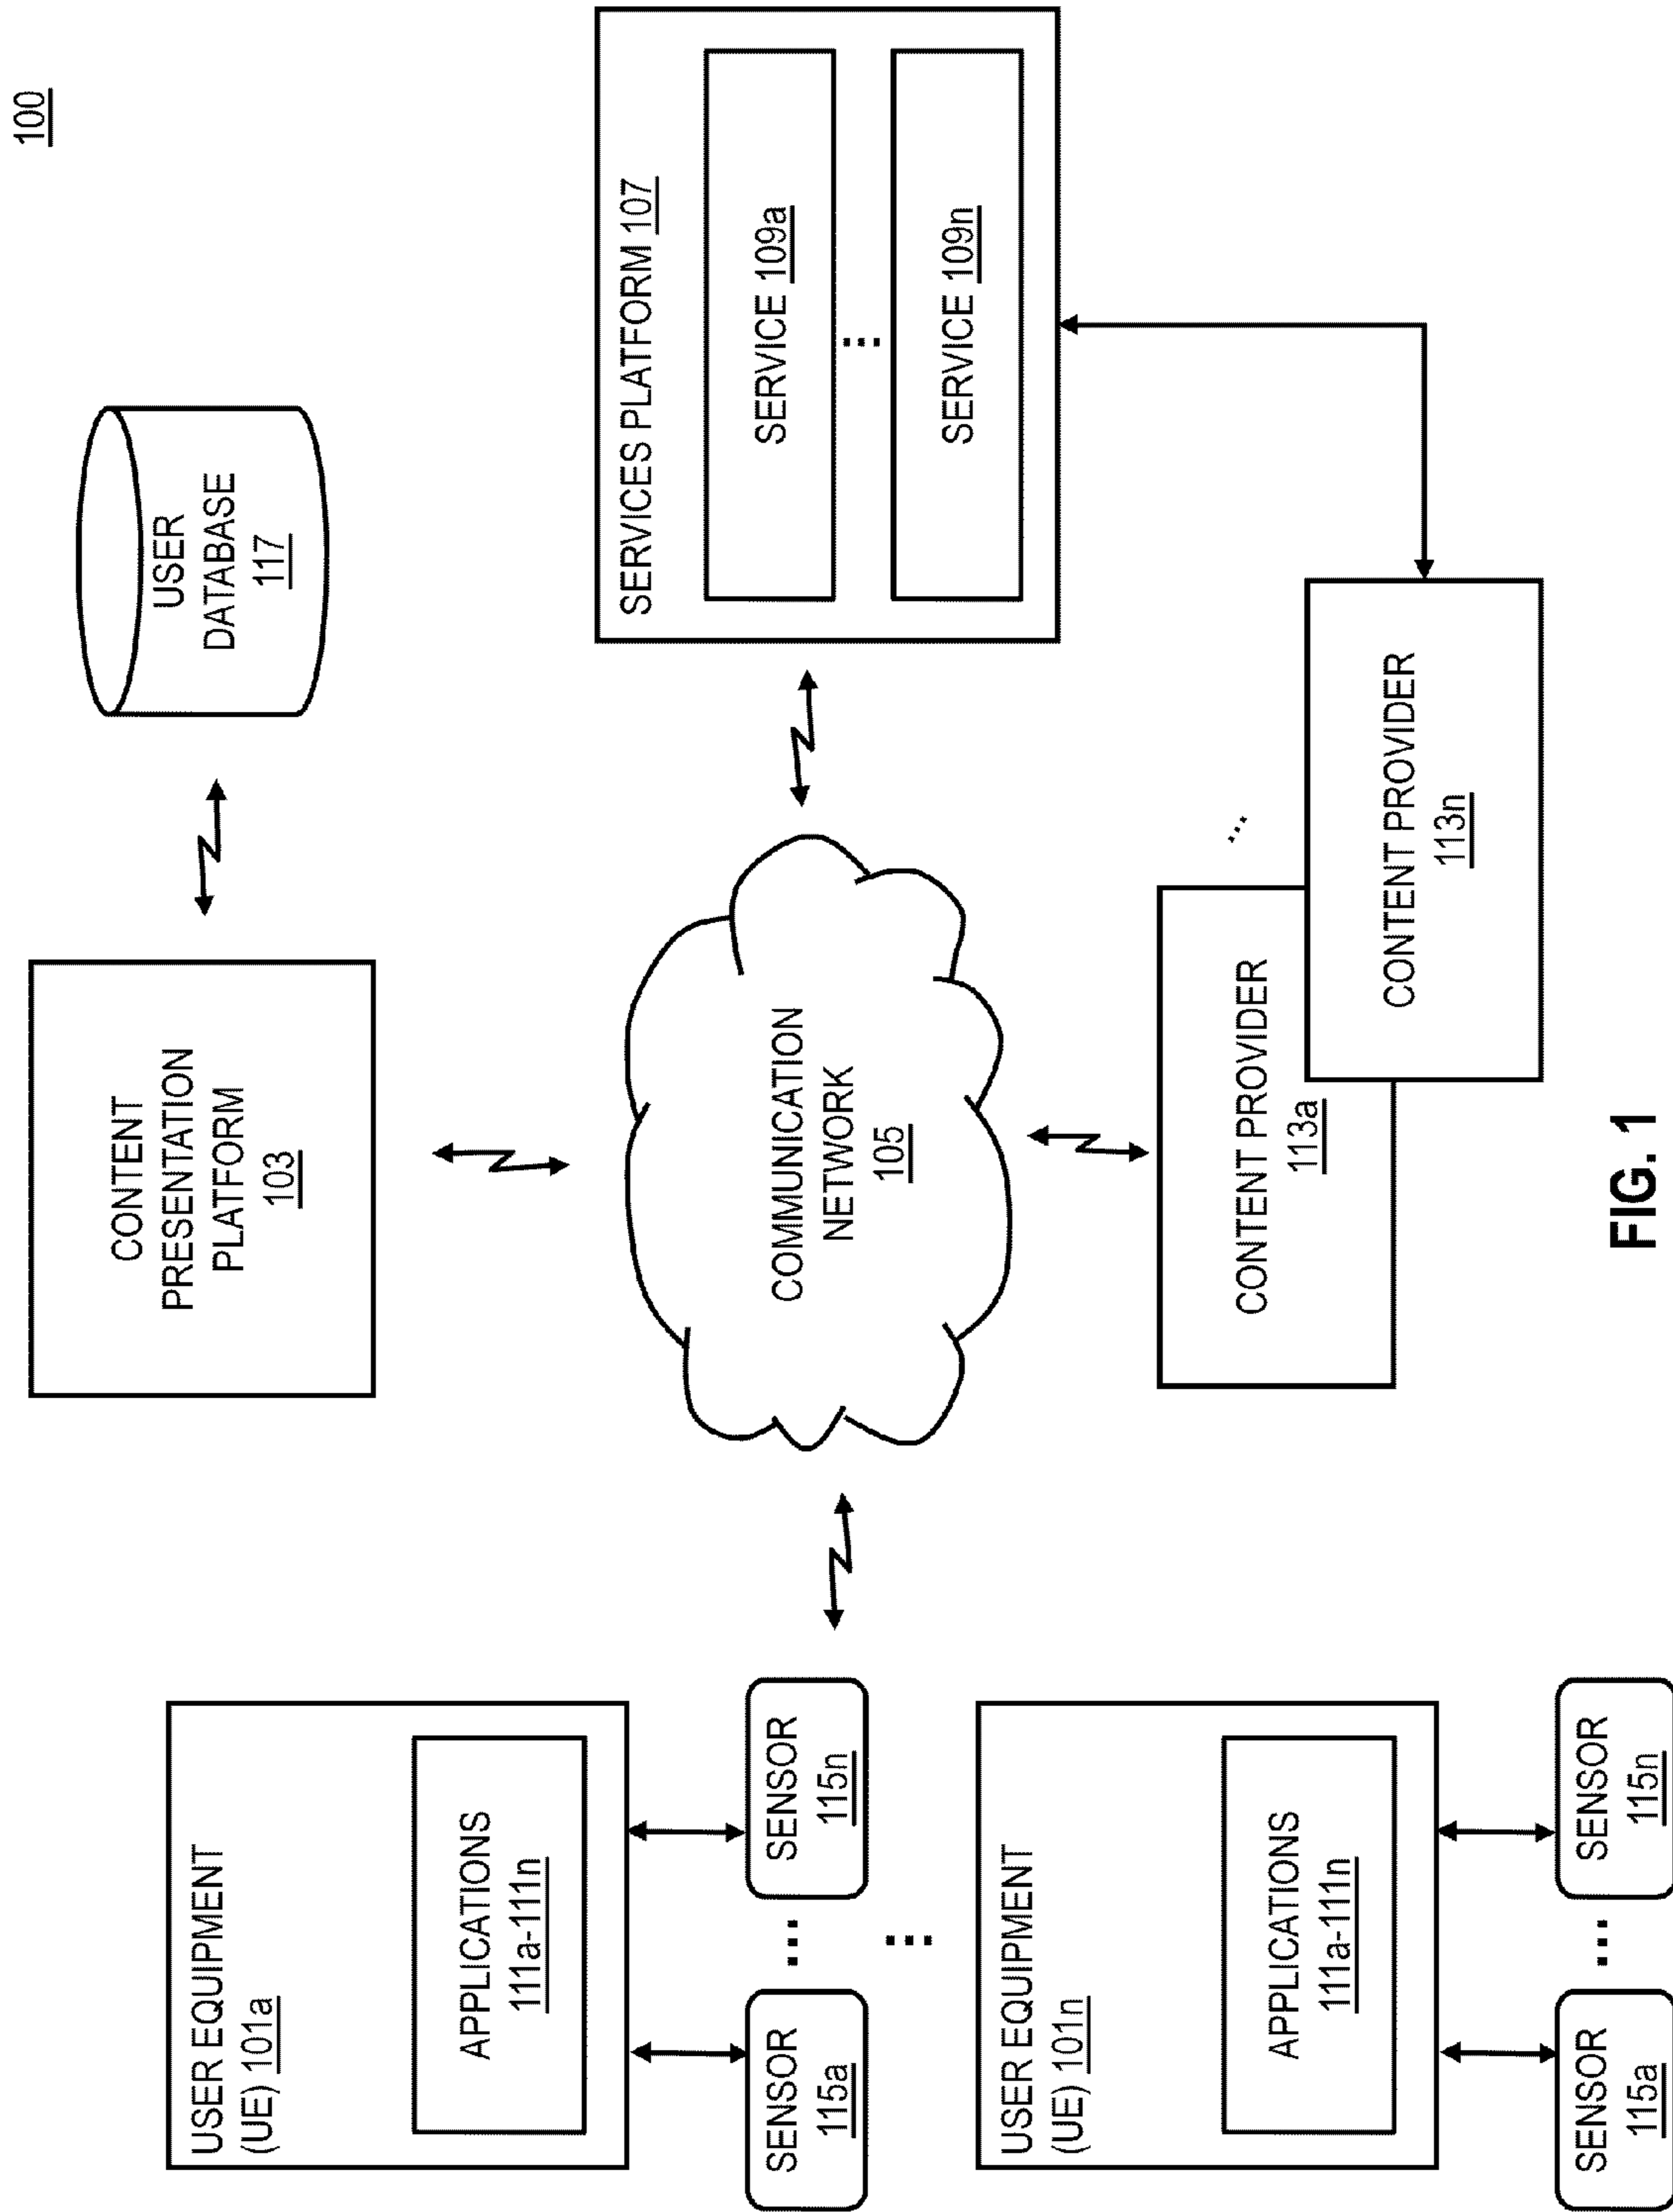 100
CONTENT
PRESENTATION
PLATFORM
103
USER
DATABASE
117
USER EQUIPMENT
(UE) 101a
APPLICATIONS
111a-111n
SENSOR
115a
...
SENSOR
115n
...
USER EQUIPMENT
(UE) 101n
APPLICATIONS
111a-111n
SENSOR
115a
...
SENSOR
115n
COMMUNICATION
NETWORK
105
SERVICES PLATFORM 107
SERVICE 109a
...
SERVICE 109n
CONTENT PROVIDER
113a
...
CONTENT PROVIDER
113n
FIG. 1